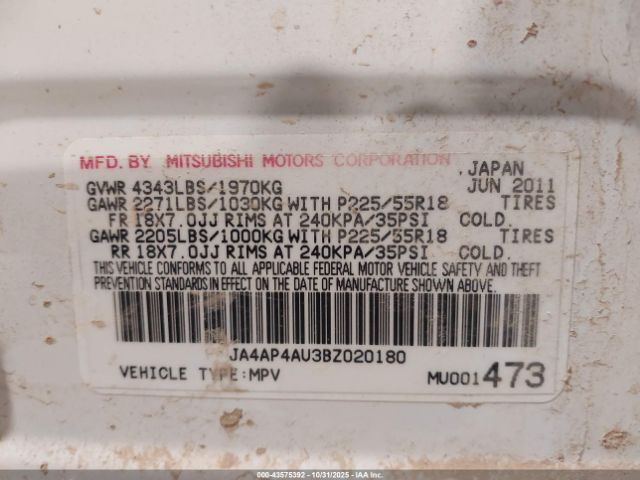 MFD. BY MITSUBISHI MOTORS CORPORATION, JAPAN
GVWR 4343LBS/1970KG JUN 2011
GAWR 2271LBS/1030KG WITH P225/55R18 TIRES
FR 18X7.0JJ RIMS AT 240KPA/35PSI COLD.
GAWR 2205LBS/1000KG WITH P225/55R18 TIRES
RR 18X7.0JJ RIMS AT 240KPA/35PSI COLD.
THIS VEHICLE CONFORMS TO ALL APPLICABLE FEDERAL MOTOR VEHICLE SAFETY AND THEFT
PREVENTION STANDARDS IN EFFECT ON THE DATE OF MANUFACTURE SHOWN ABOVE.
JA4AP4AU3BZ020180
VEHICLE TYPE:MPV MU001473
000-43575392 - 10/31/2025 - IAAI.com